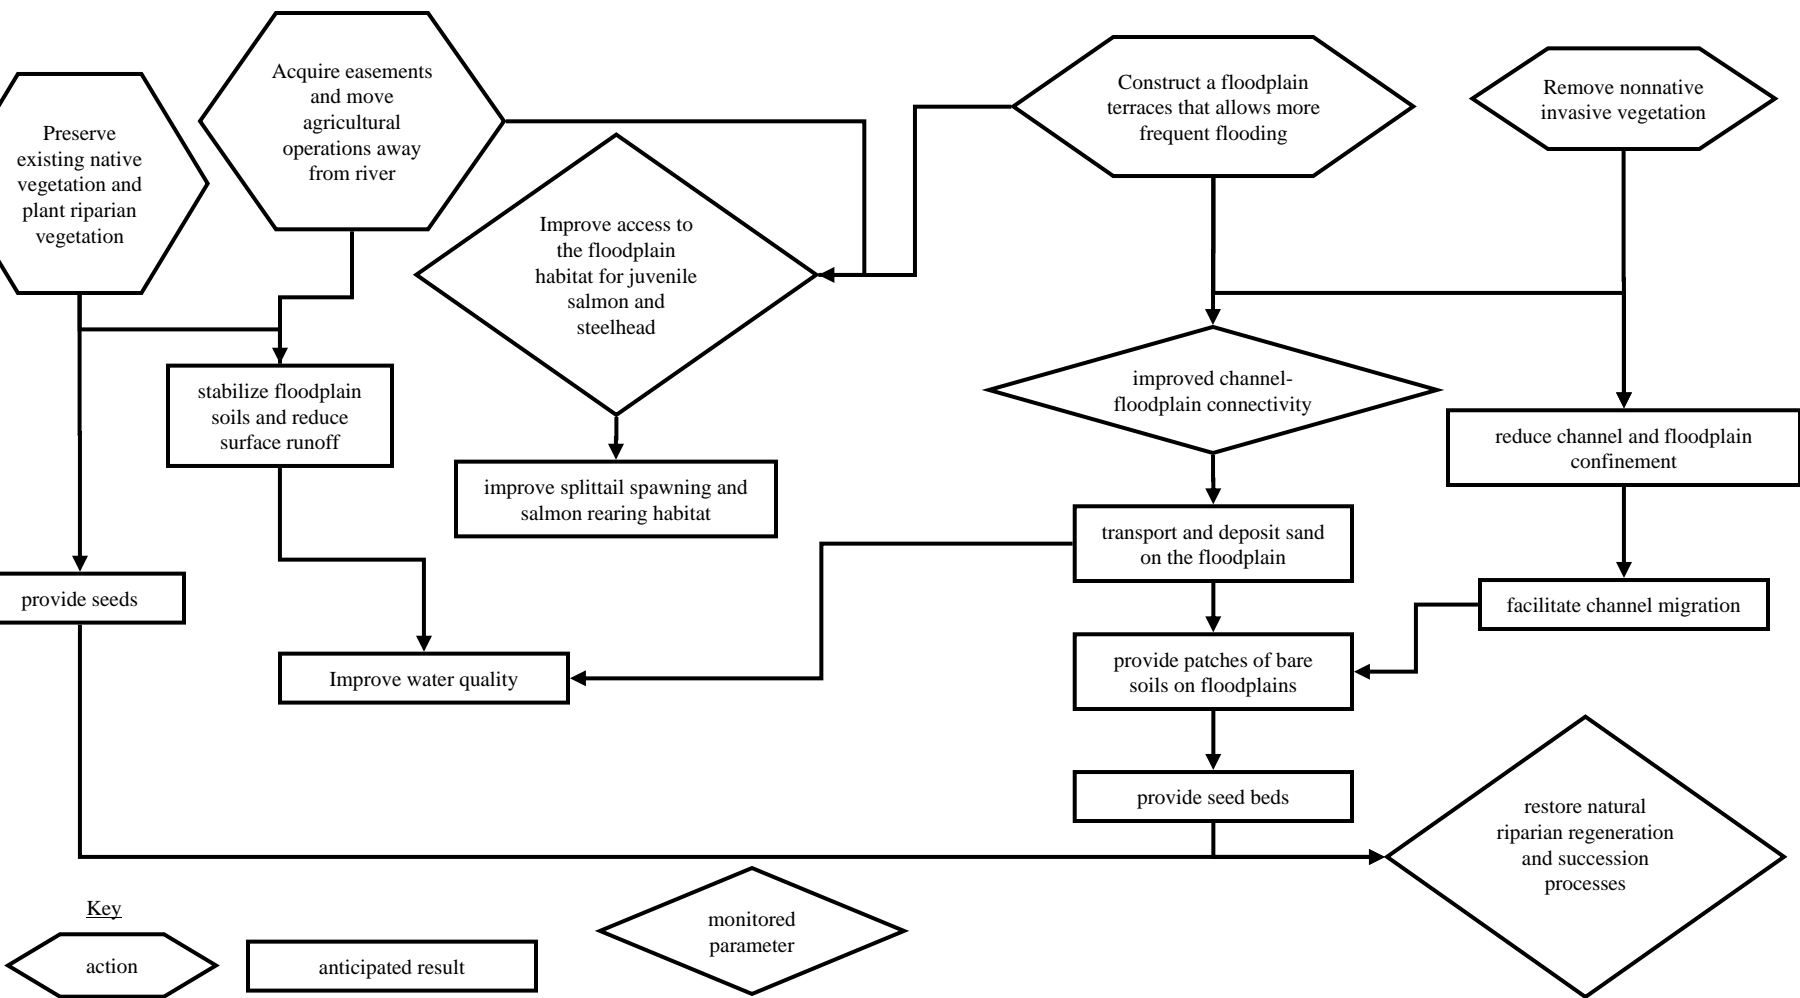 Preserve
existing native
vegetation and
plant riparian
vegetation
Acquire easements
and move
agricultural
operations away
from river
Construct a floodplain
terraces that allows more
frequent flooding
Remove nonnative
invasive vegetation
Improve access to
the floodplain
habitat for juvenile
salmon and
steelhead
stabilize floodplain
soils and reduce
surface runoff
improved channel-
floodplain connectivity
reduce channel and floodplain
confinement
improve splittail spawning and
salmon rearing habitat
transport and deposit sand
on the floodplain
provide seeds
facilitate channel migration
Improve water quality
provide patches of bare
soils on floodplains
provide seed beds
restore natural
riparian regeneration
and succession
processes
Key
action
anticipated result
monitored
parameter